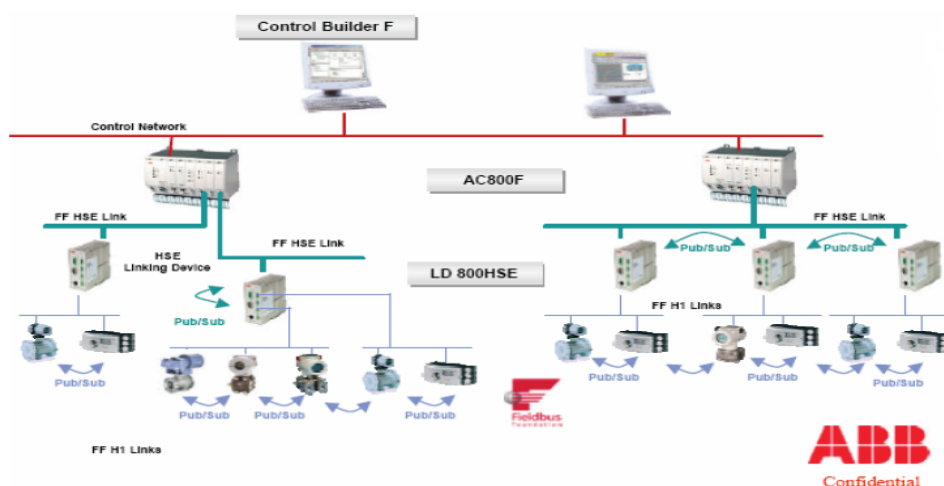 Control Builder F
Control Network
AC800F
FF HSE Link
FF HSE Link
FF HSE Link
HSE
Linking Device
Pub/Sub
Pub/Sub
LD 800HSE
Pub/Sub
FF H1 Links
Pub/Sub
Pub/Sub
Pub/Sub
Pub/Sub
Pub/Sub
Pub/Sub
Pub/Sub
Fieldbus
Foundation
FF H1 Links
ABB
Confidential